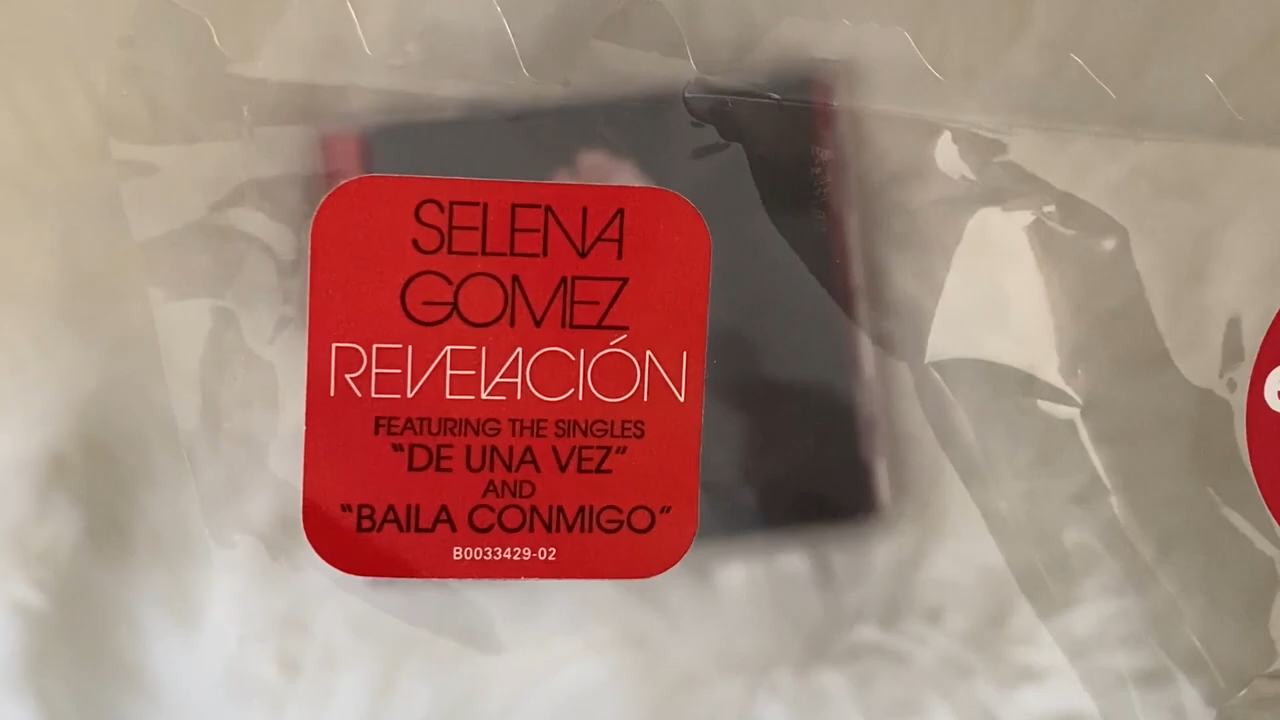 SELENA
GOMEZ
REVELACIÓN
FEATURING THE SINGLES
"DE UNA VEZ"
AND
"BAILA CONMIGO"
B0033429-02